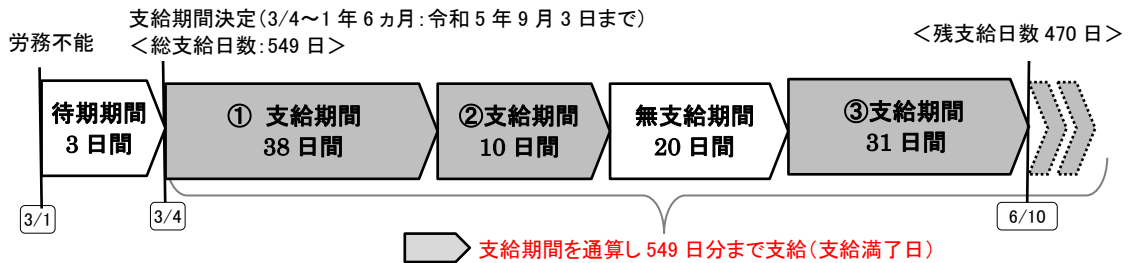 支給期間決定(3/4～1年6ヵ月:令和5年9月3日まで)
労務不能
＜総支給日数:549日＞
＜残支給日数470日＞
待期期間
3日間
① 支給期間
38日間
②支給期間
10日間
無支給期間
20日間
③支給期間
31日間
3/1
3/4
6/10
支給期間を通算し549日分まで支給(支給満了日)